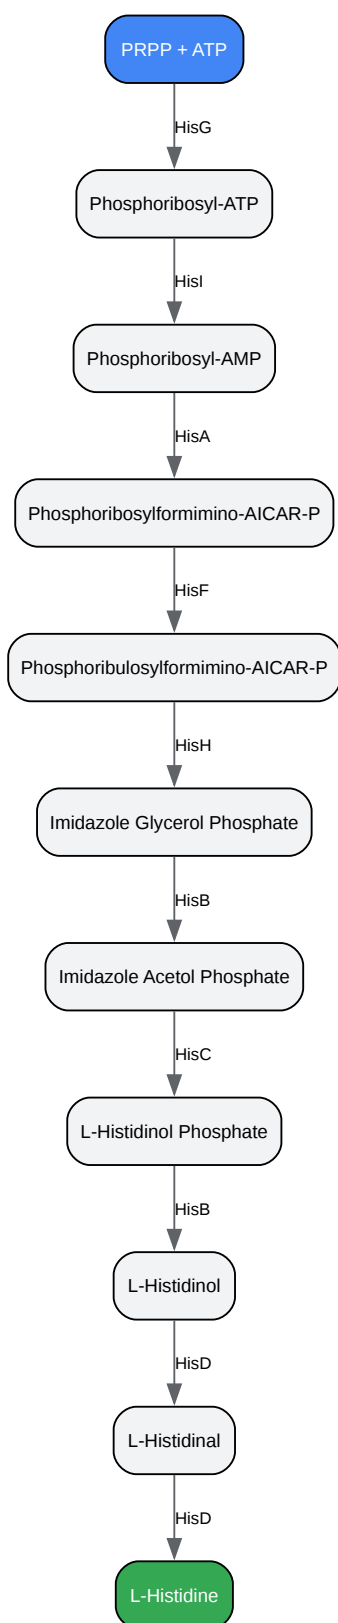 PRPP + ATP
HisG
Phosphoribosyl-ATP
HisI
Phosphoribosyl-AMP
HisA
Phosphoribosylformimino-AICAR-P
HisF
Phosphoribulosylformimino-AICAR-P
HisH
Imidazole Glycerol Phosphate
HisB
Imidazole Acetol Phosphate
HisC
L-Histidinol Phosphate
HisB
L-Histidinol
HisD
L-Histidinal
HisD
L-Histidine